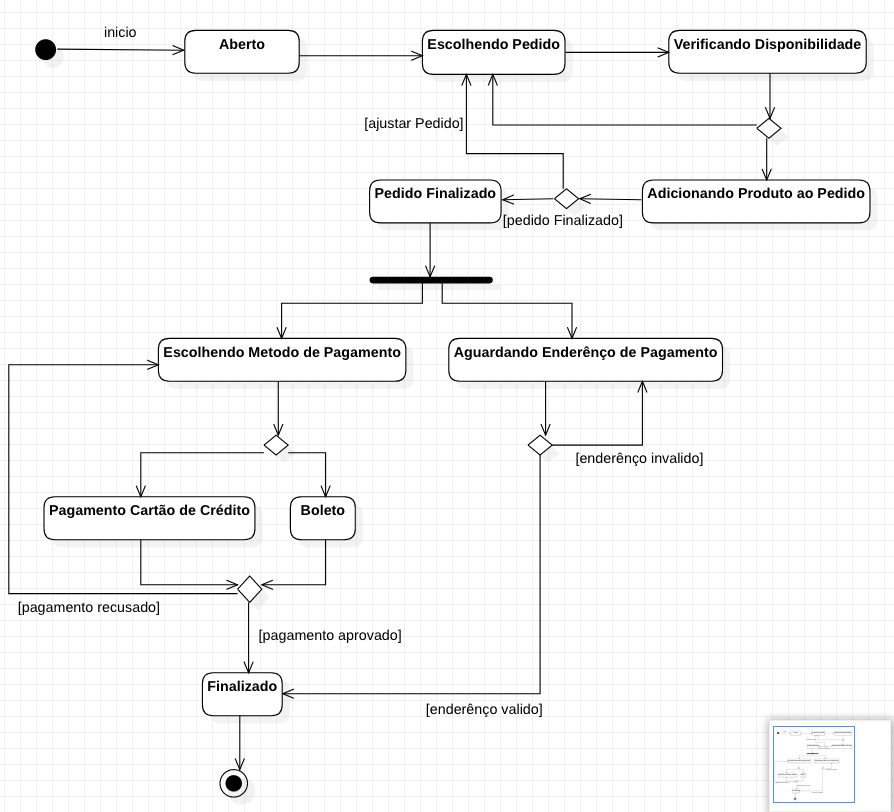 inicio
Aberto
Escolhendo Pedido
Verificando Disponibilidade
[ajustar Pedido]
Pedido Finalizado
Adicionando Produto ao Pedido
[pedido Finalizado]
Escolhendo Metodo de Pagamento
Aguardando Enderênço de Pagamento
[enderênço invalido]
Pagamento Cartão de Crédito
Boleto
[pagamento recusado]
[pagamento aprovado]
Finalizado
[enderênço valido]